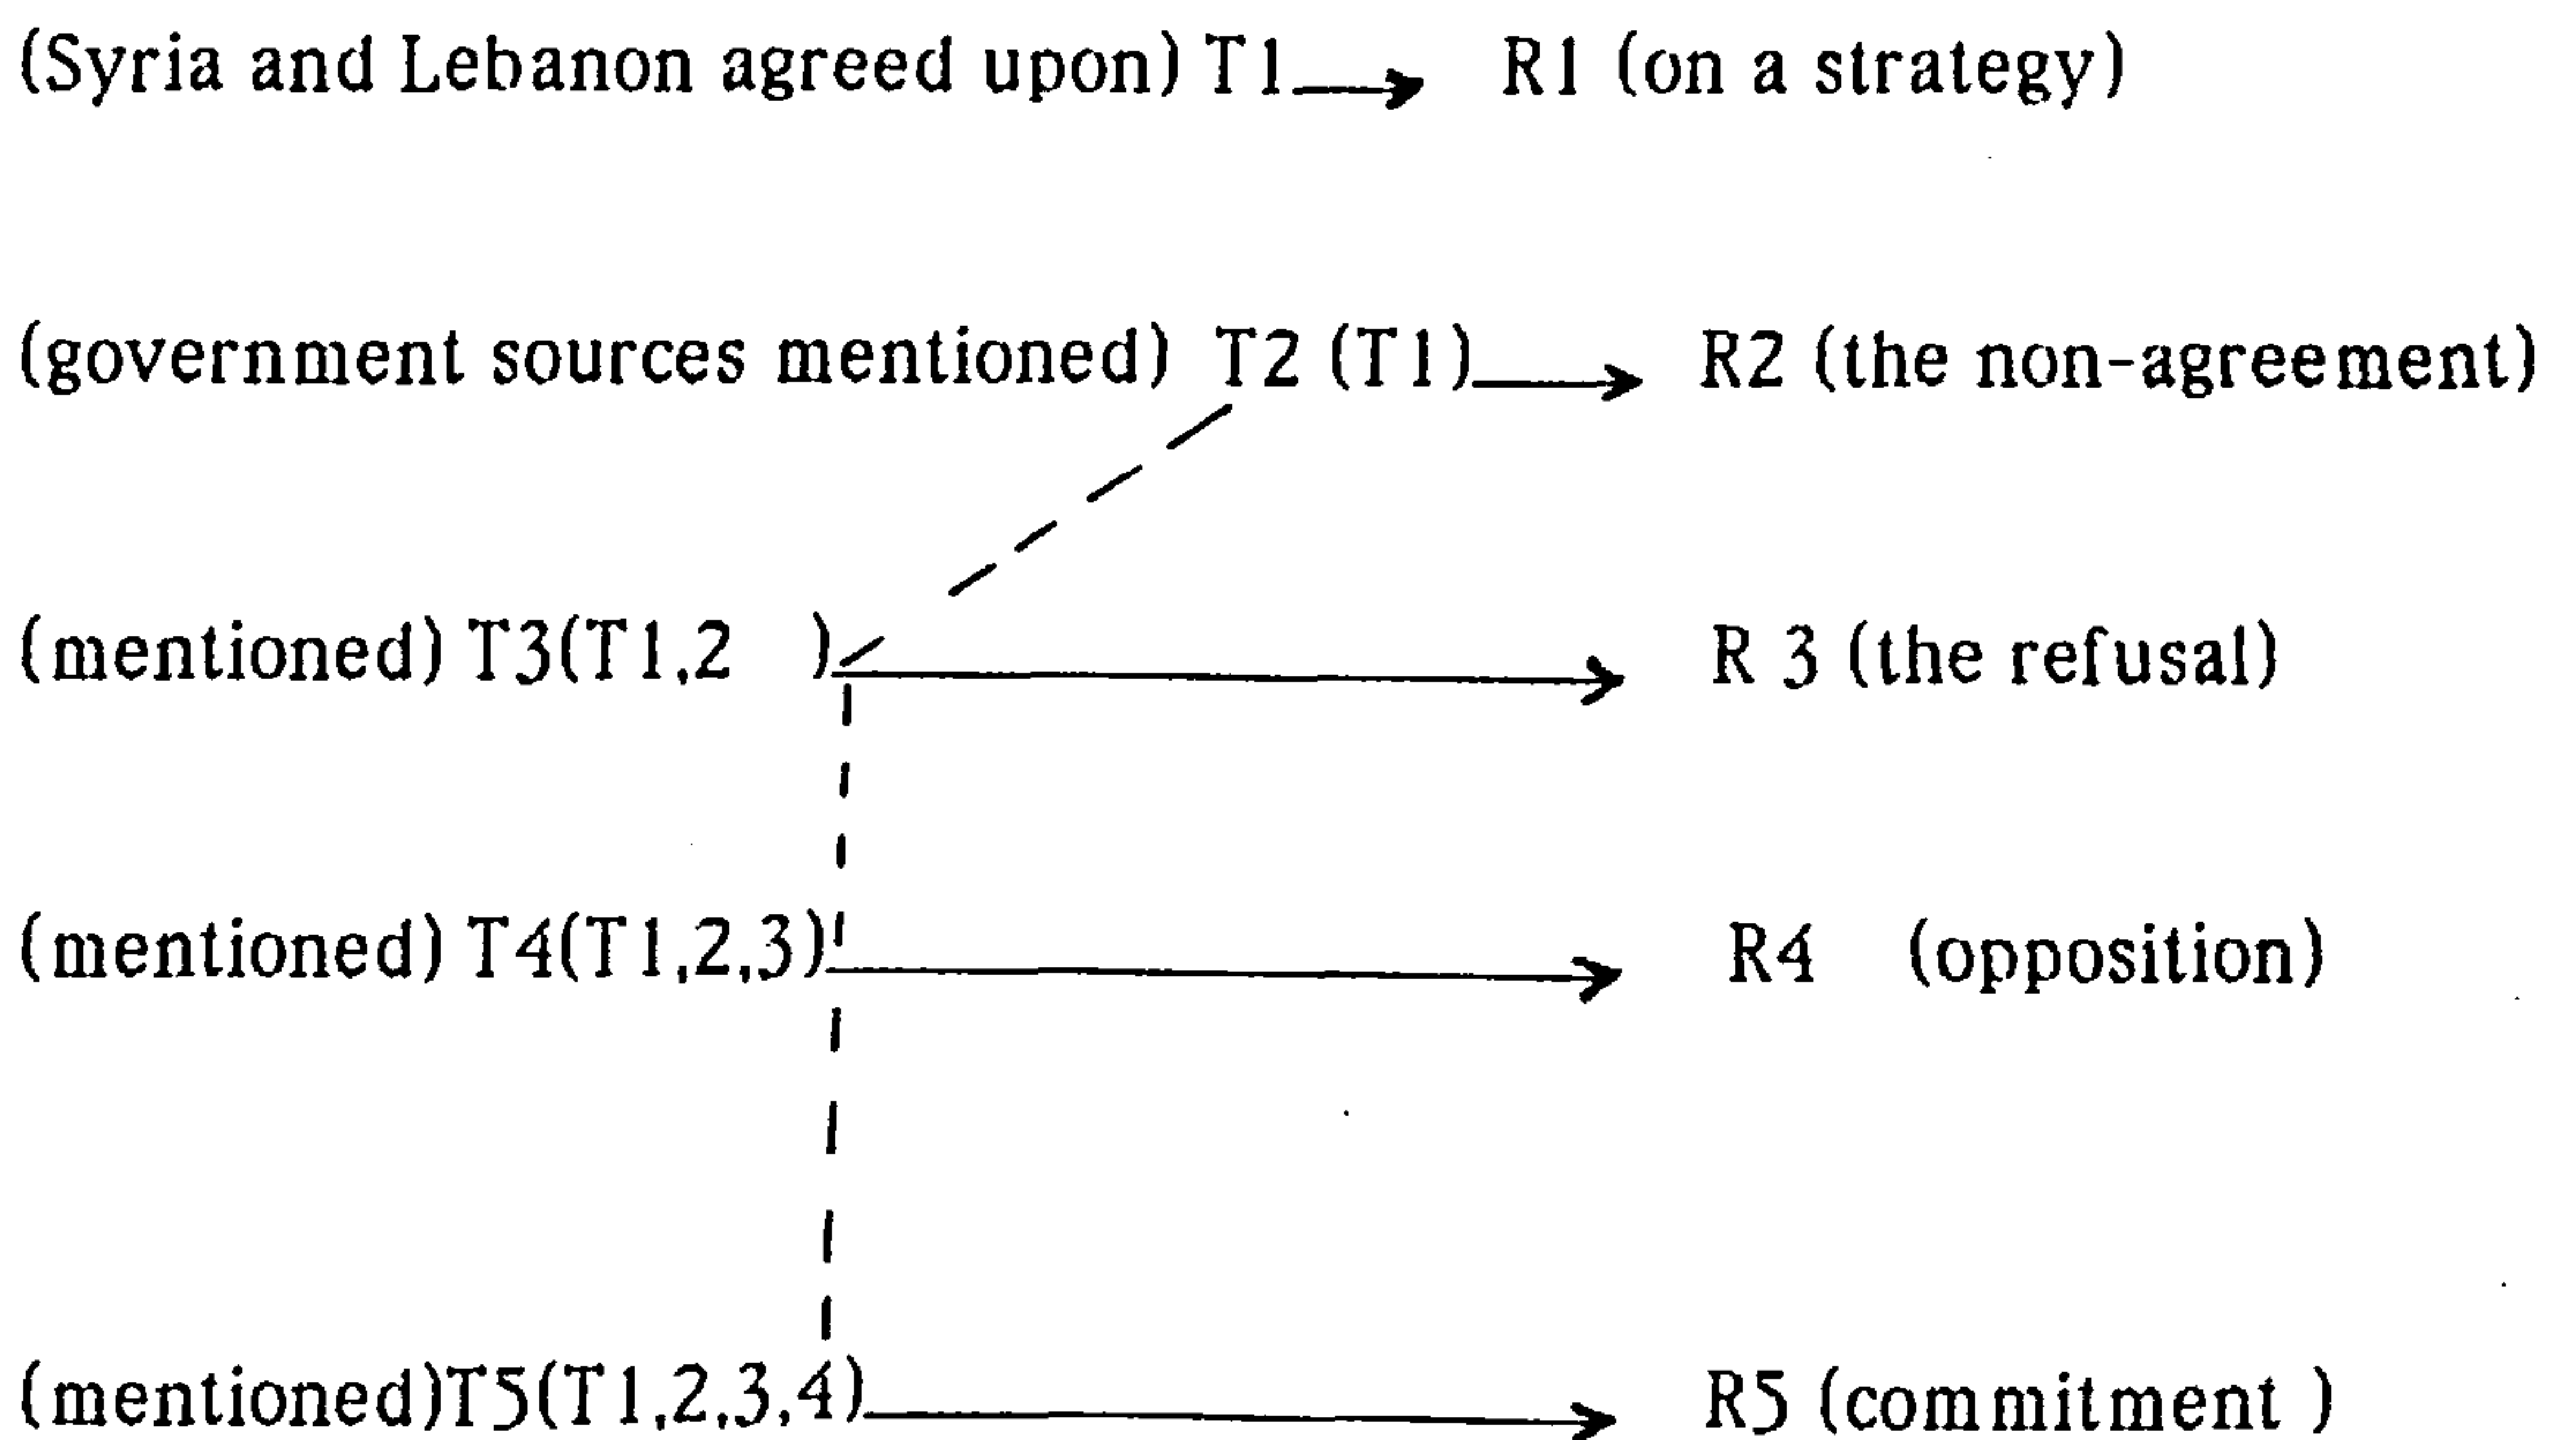 (Syria and Lebanon agreed upon) T1 → R1 (on a strategy)
(government sources mentioned) T2 (T1) → R2 (the non-agreement)
(mentioned) T3(T1,2 ) → R 3 (the refusal)
(mentioned) T4(T1,2,3) → R4 (opposition)
(mentioned)T5(T1,2,3,4) → R5 (commitment )